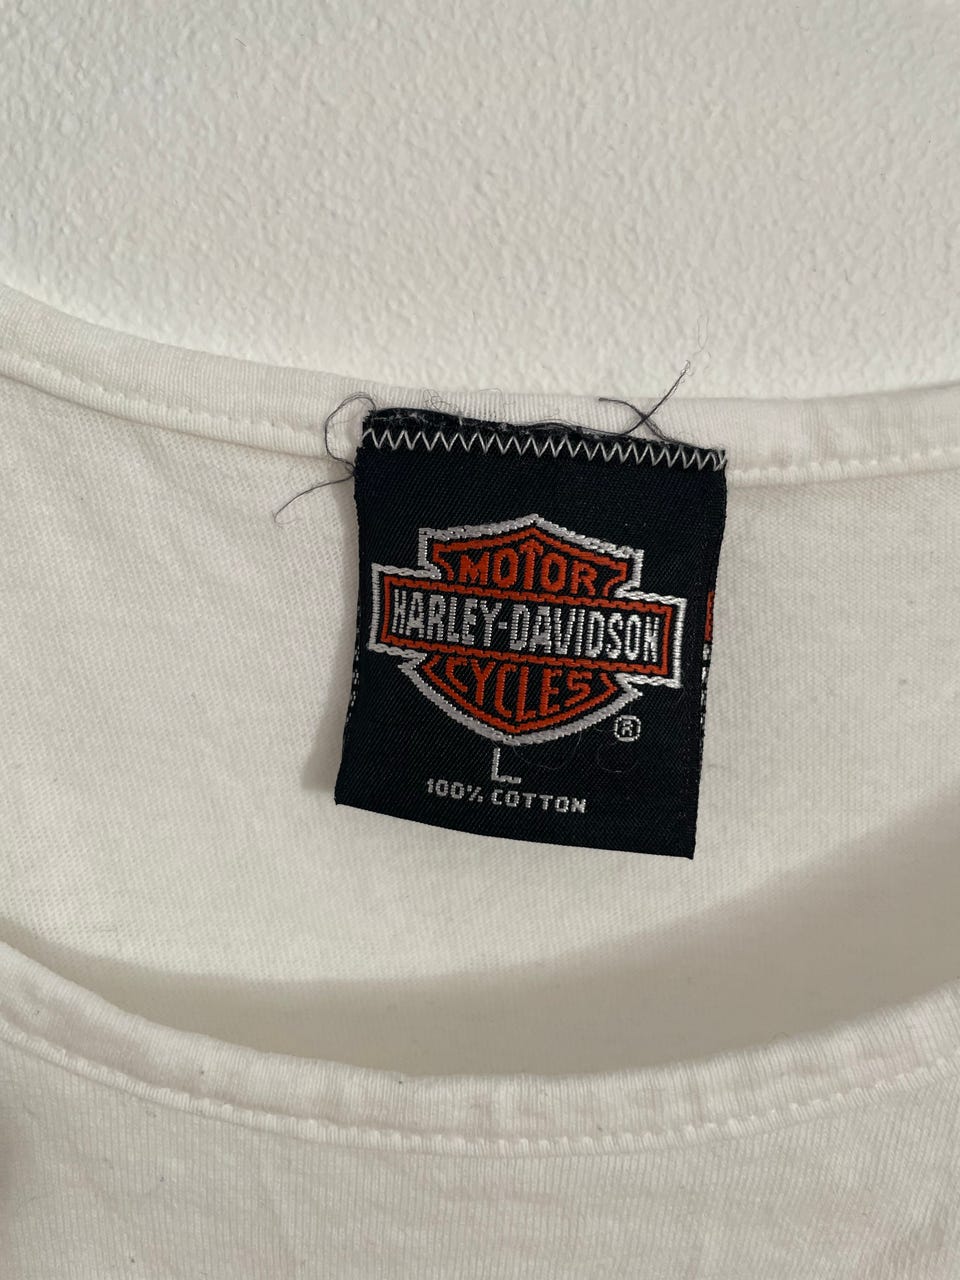 MOTOR
HARLEY-DAVIDSON
CYCLES
®
L
100% COTTON